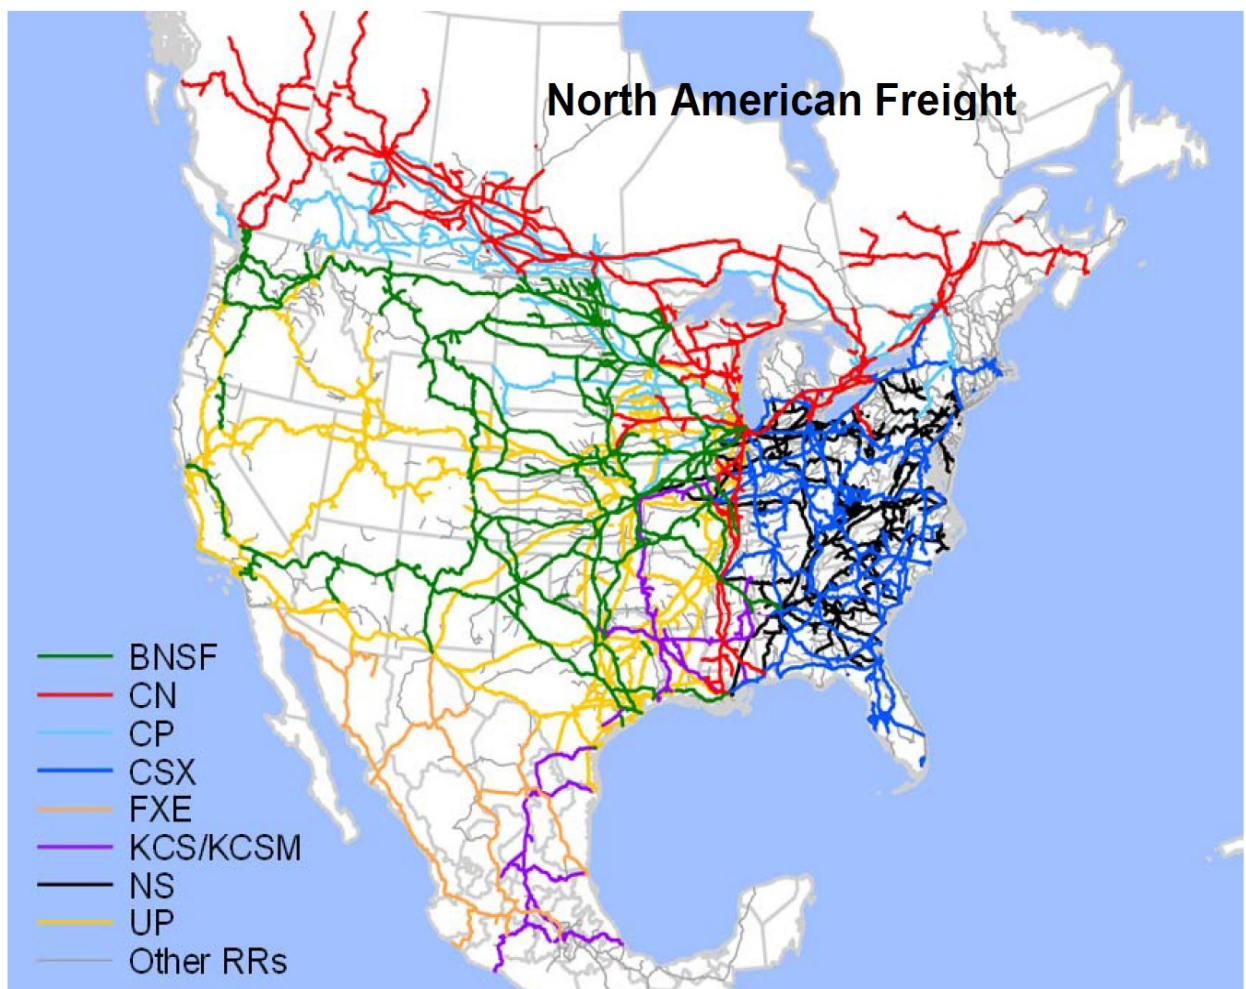 North American Freight
BNSF
CN
CP
CSX
FXE
KCS/KCSM
NS
UP
Other RRs